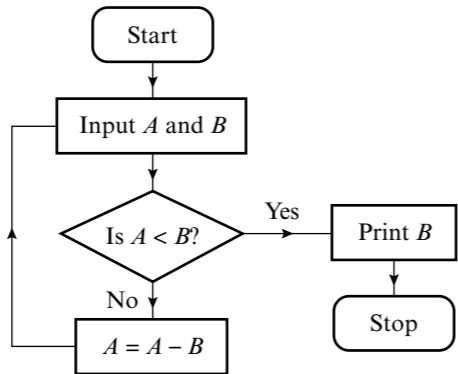 Start
Input A and B
Is A < B?
Yes
Print B
No
Stop
A = A – B